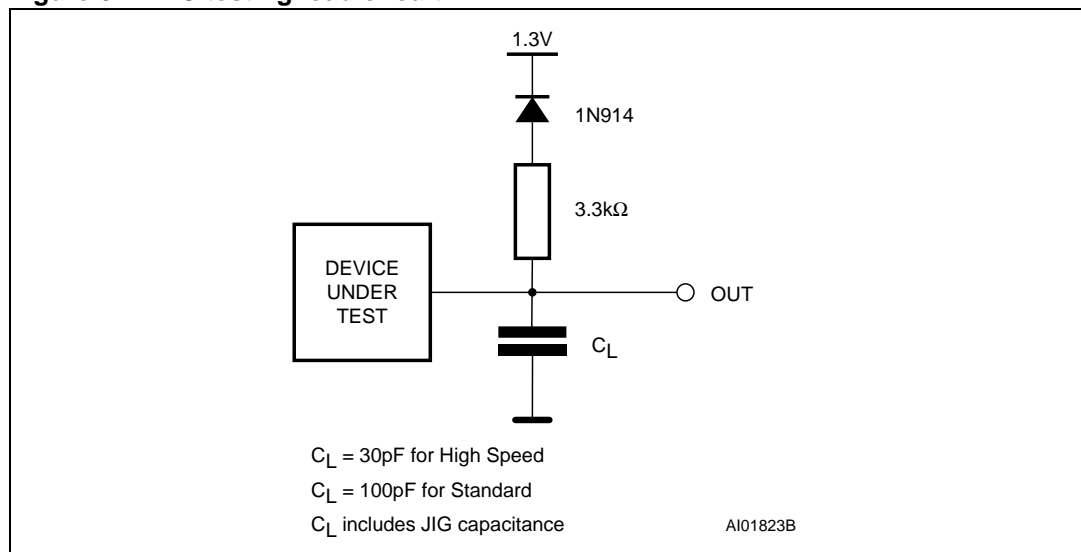 1.3V
1N914
3.3kΩ
DEVICE
UNDER
TEST
OUT
CL
CL = 30pF for High Speed
CL = 100pF for Standard
CL includes JIG capacitance
AI01823B